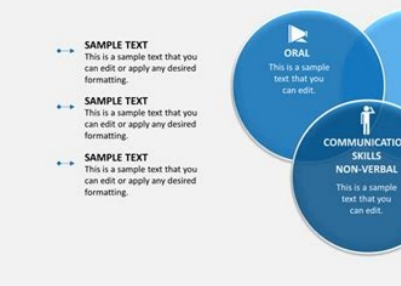 SAMPLE TEXT
This is a sample text that you
can edit or apply any desired
formatting.
SAMPLE TEXT
This is a sample text that you
can edit or apply any desired
formatting.
SAMPLE TEXT
This is a sample text that you
can edit or apply any desired
formatting.
ORAL
This is a sample
text that you
can edit.
COMMUNICATIO
SKILLS
NON-VERBAL
This is a sample
text that you
can edit.